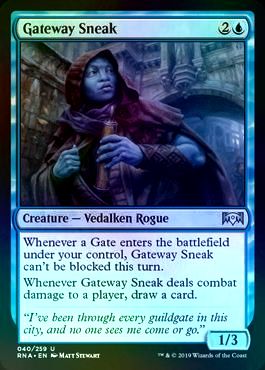 Gateway Sneak 2
Creature — Vedalken Rogue
Whenever a Gate enters the battlefield
under your control, Gateway Sneak
can't be blocked this turn.
Whenever Gateway Sneak deals combat
damage to a player, draw a card.
"I've been through every guildgate in this
city, and no one sees me come or go."
1/3
040/259 U
RNA • EN Matt Stewart
™ & © 2019 Wizards of the Coast